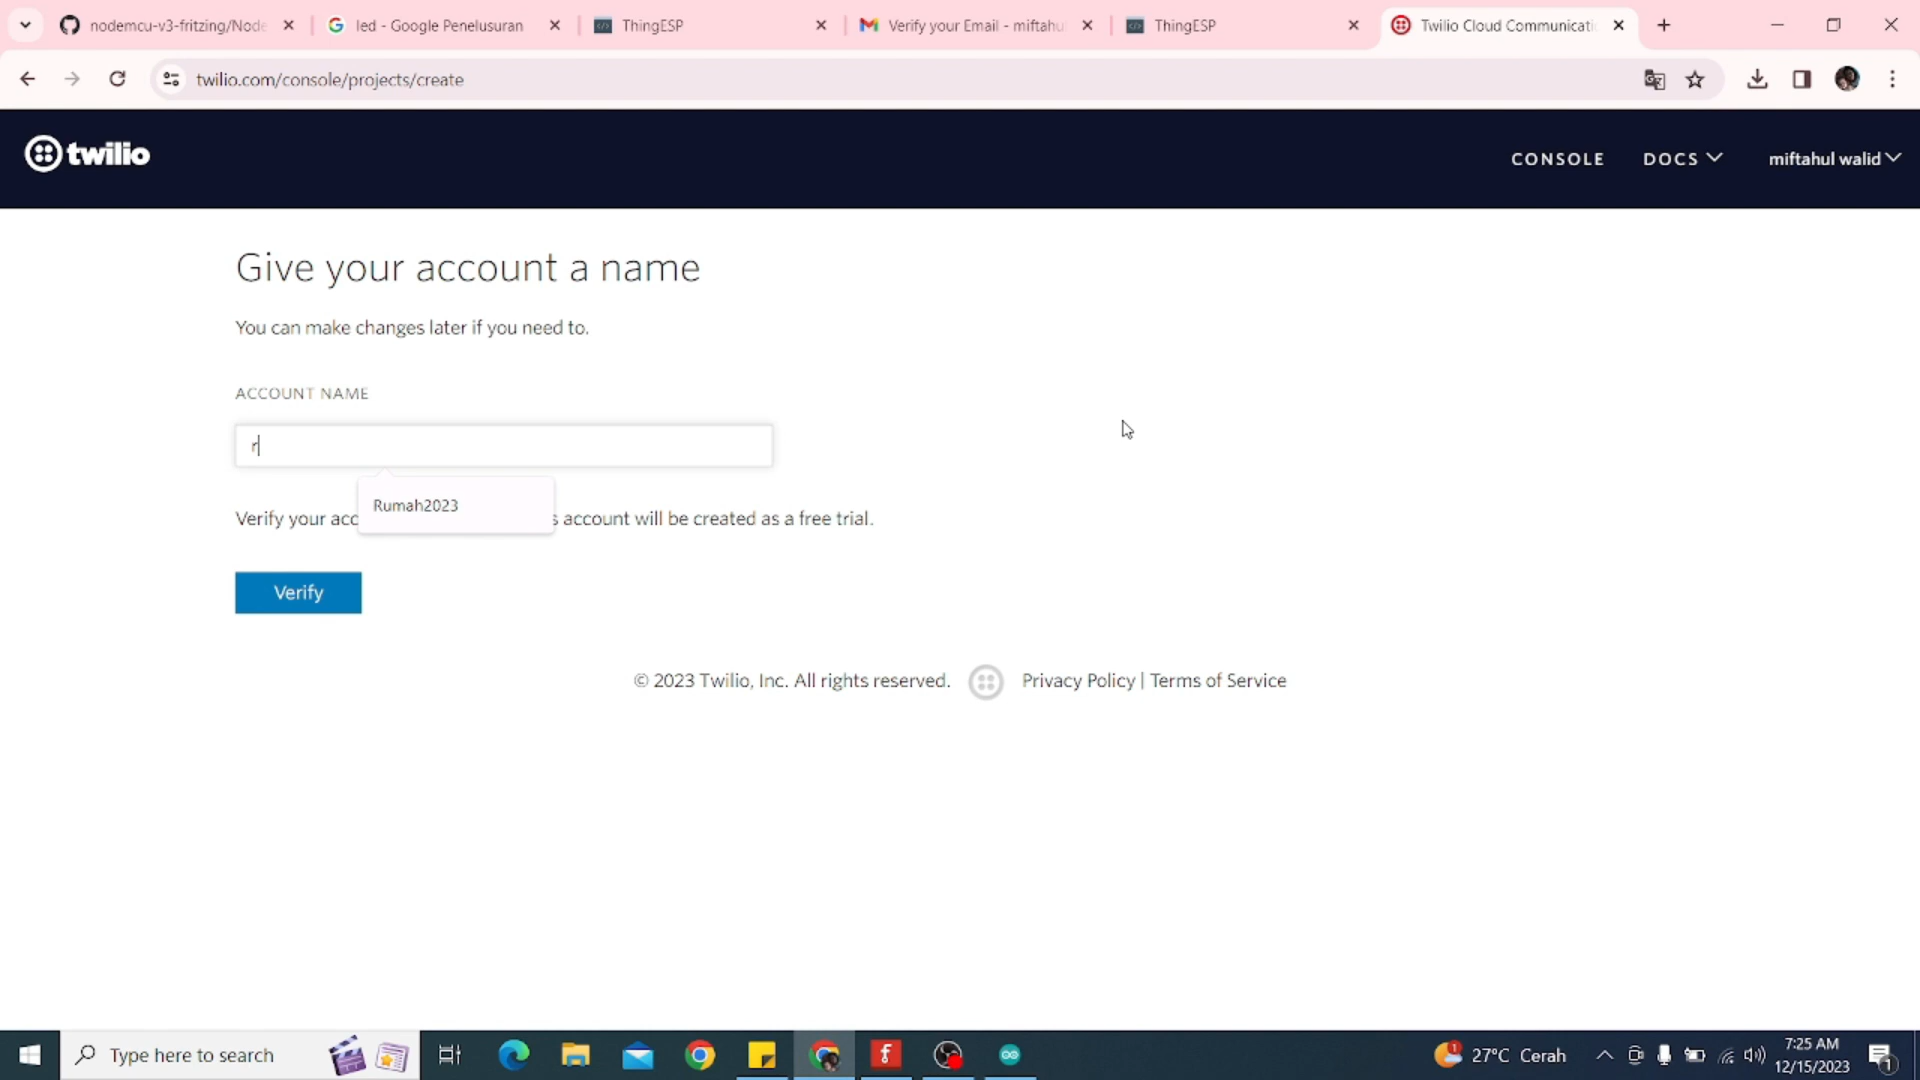 nodemcu-v3-fritzing/Node
led - Google Penelusuran
ThingESP
Verify your Email - miftahu
ThingESP
Twilio Cloud Communicati
twilio.com/console/projects/create
twilio
CONSOLE
DOCS
miftahul walid
Give your account a name
You can make changes later if you need to.
ACCOUNT NAME
r
Rumah2023
Verify your acc s account will be created as a free trial.
Verify
© 2023 Twilio, Inc. All rights reserved. Privacy Policy | Terms of Service
Type here to search
27°C Cerah
7:25 AM
12/15/2023